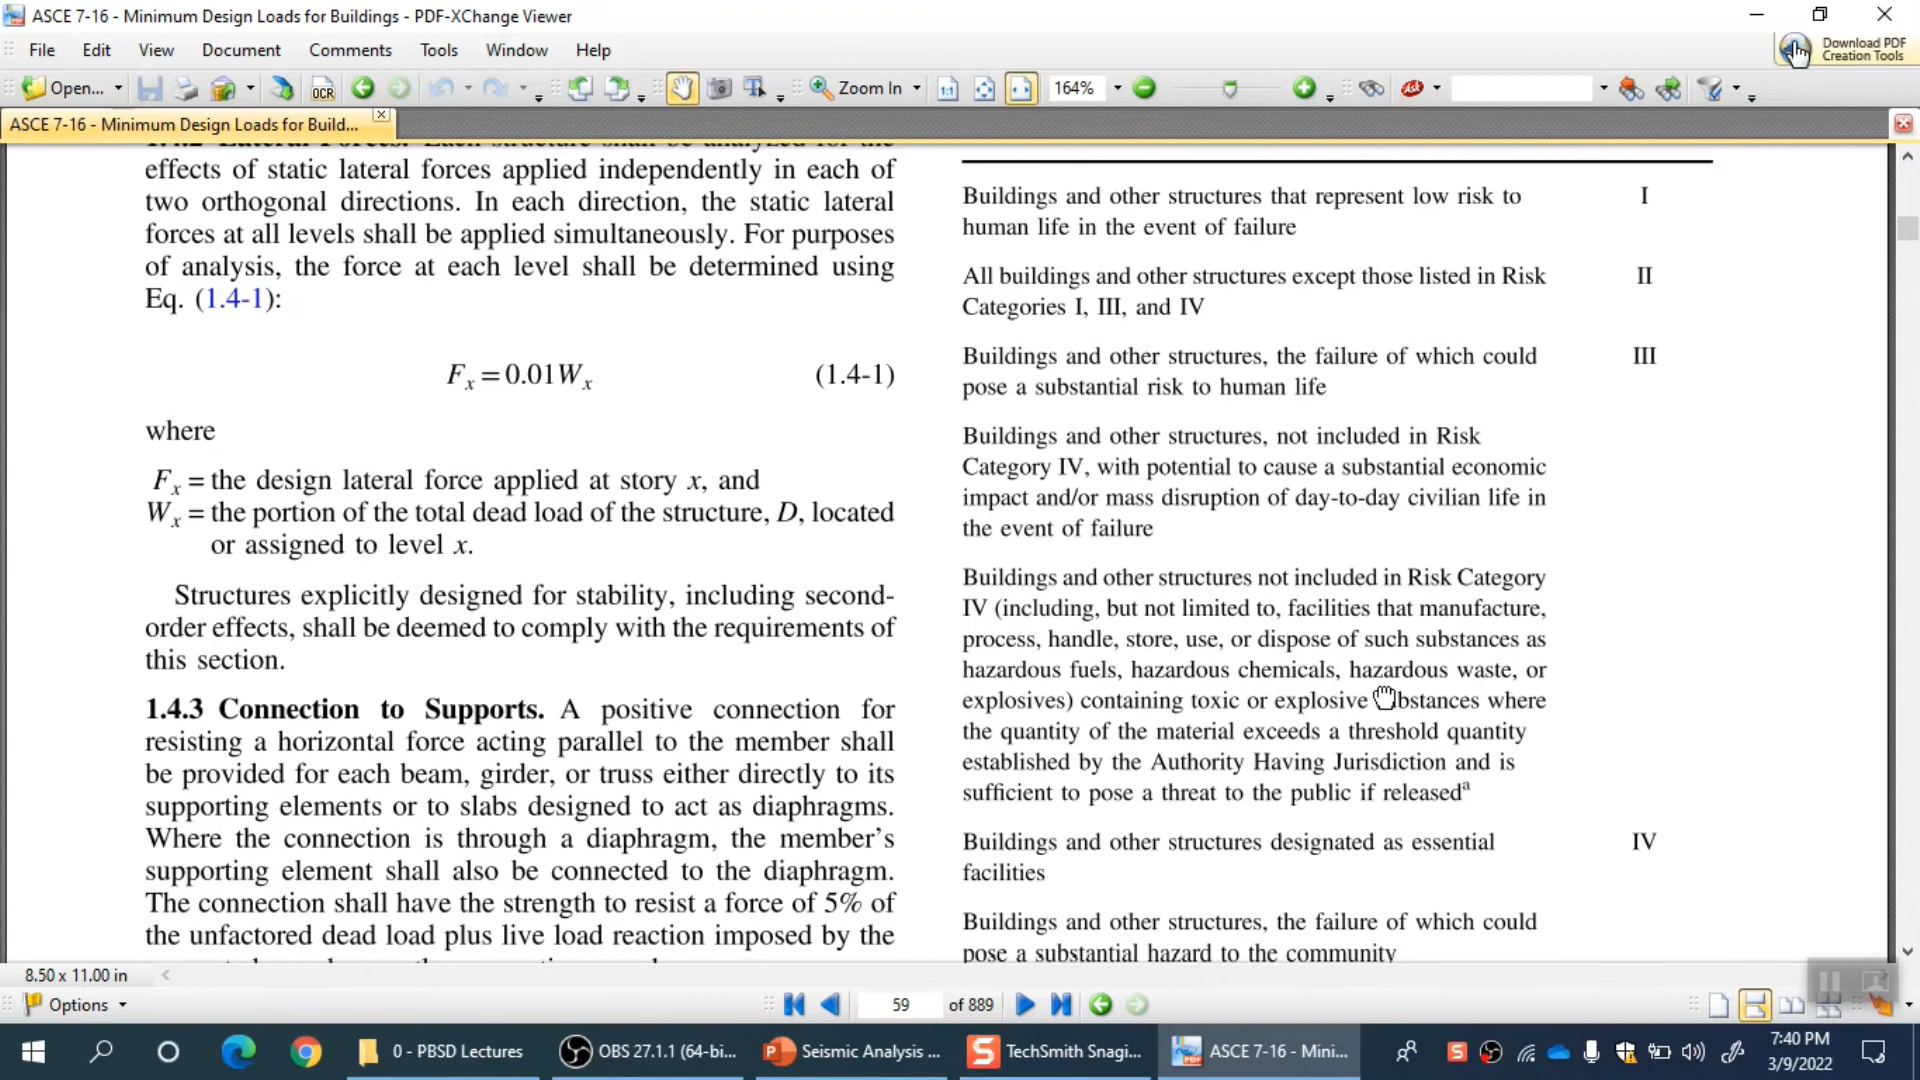 ASCE 7-16 - Minimum Design Loads for Buildings - PDF-XChange Viewer
File Edit View Document Comments Tools Window Help
Download PDF
Creation Tools
Open... OCR Zoom In 1:1 164%
ASCE 7-16 - Minimum Design Loads for Build...
1.4.2 Lateral Forces. Each structure shall be analyzed for the
effects of static lateral forces applied independently in each of
two orthogonal directions. In each direction, the static lateral
forces at all levels shall be applied simultaneously. For purposes
of analysis, the force at each level shall be determined using
Eq. (1.4-1):
Fx = 0.01Wx (1.4-1)
where
Fx = the design lateral force applied at story x, and
Wx = the portion of the total dead load of the structure, D, located
or assigned to level x.
Structures explicitly designed for stability, including second-
order effects, shall be deemed to comply with the requirements of
this section.
1.4.3 Connection to Supports. A positive connection for
resisting a horizontal force acting parallel to the member shall
be provided for each beam, girder, or truss either directly to its
supporting elements or to slabs designed to act as diaphragms.
Where the connection is through a diaphragm, the member's
supporting element shall also be connected to the diaphragm.
The connection shall have the strength to resist a force of 5% of
the unfactored dead load plus live load reaction imposed by the
Buildings and other structures that represent low risk to I
human life in the event of failure
All buildings and other structures except those listed in Risk II
Categories I, III, and IV
Buildings and other structures, the failure of which could III
pose a substantial risk to human life
Buildings and other structures, not included in Risk
Category IV, with potential to cause a substantial economic
impact and/or mass disruption of day-to-day civilian life in
the event of failure
Buildings and other structures not included in Risk Category
IV (including, but not limited to, facilities that manufacture,
process, handle, store, use, or dispose of such substances as
hazardous fuels, hazardous chemicals, hazardous waste, or
explosives) containing toxic or explosive substances where
the quantity of the material exceeds a threshold quantity
established by the Authority Having Jurisdiction and is
sufficient to pose a threat to the public if released^a
Buildings and other structures designated as essential IV
facilities
Buildings and other structures, the failure of which could
pose a substantial hazard to the community
8.50 x 11.00 in
Options 59 of 889
0 - PBSD Lectures OBS 27.1.1 (64-bi... Seismic Analysis ... TechSmith Snagi... ASCE 7-16 - Mini... 7:40 PM
3/9/2022